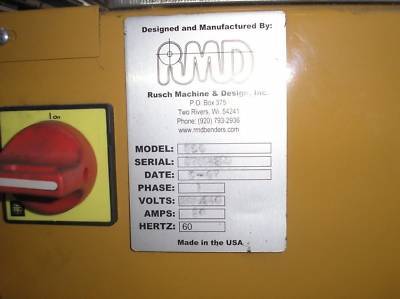 Designed and Manufactured By:
RMD
Rusch Machine & Design, Inc.
P.O. Box 375
Two Rivers, Wi. 54241
Phone: (920) 793-2936
www.rmdbenders.com
MODEL:
SERIAL:
DATE:
PHASE: 1
VOLTS:
AMPS:
HERTZ: 60
Made in the USA
I on